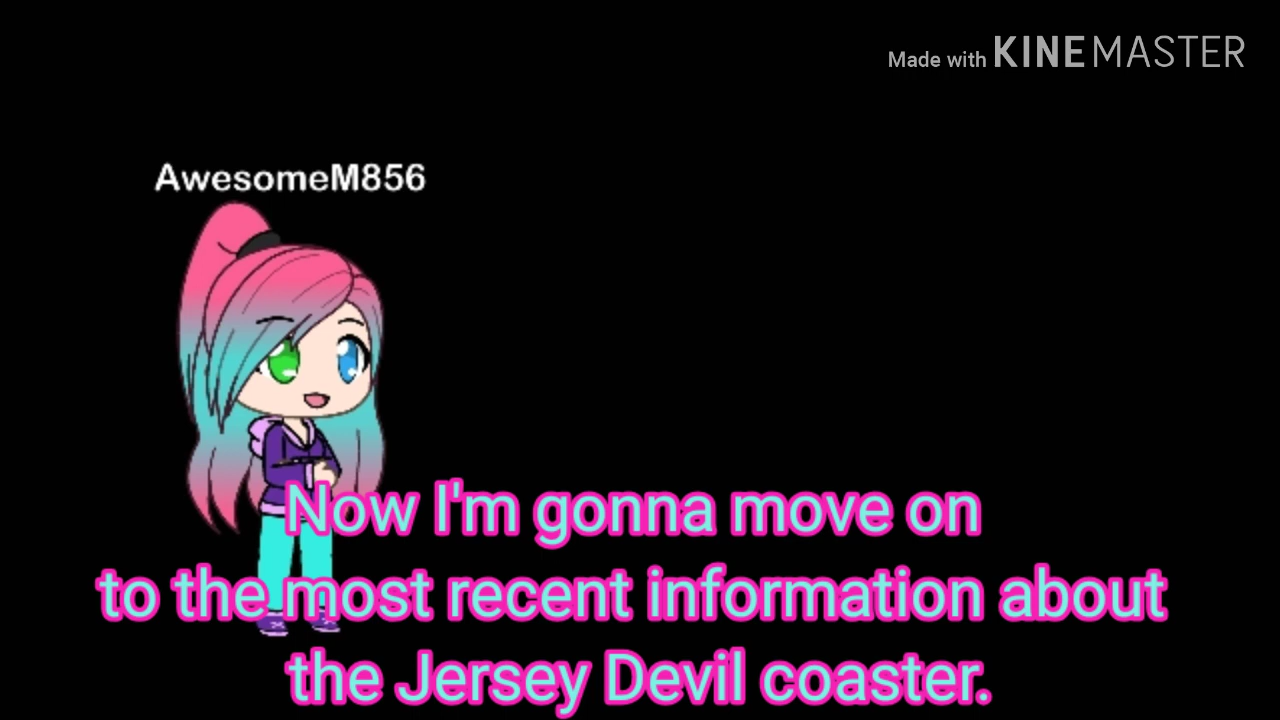 Made with KINEMASTER
AwesomeM856
Now I'm gonna move on
to the most recent information about
the Jersey Devil coaster.